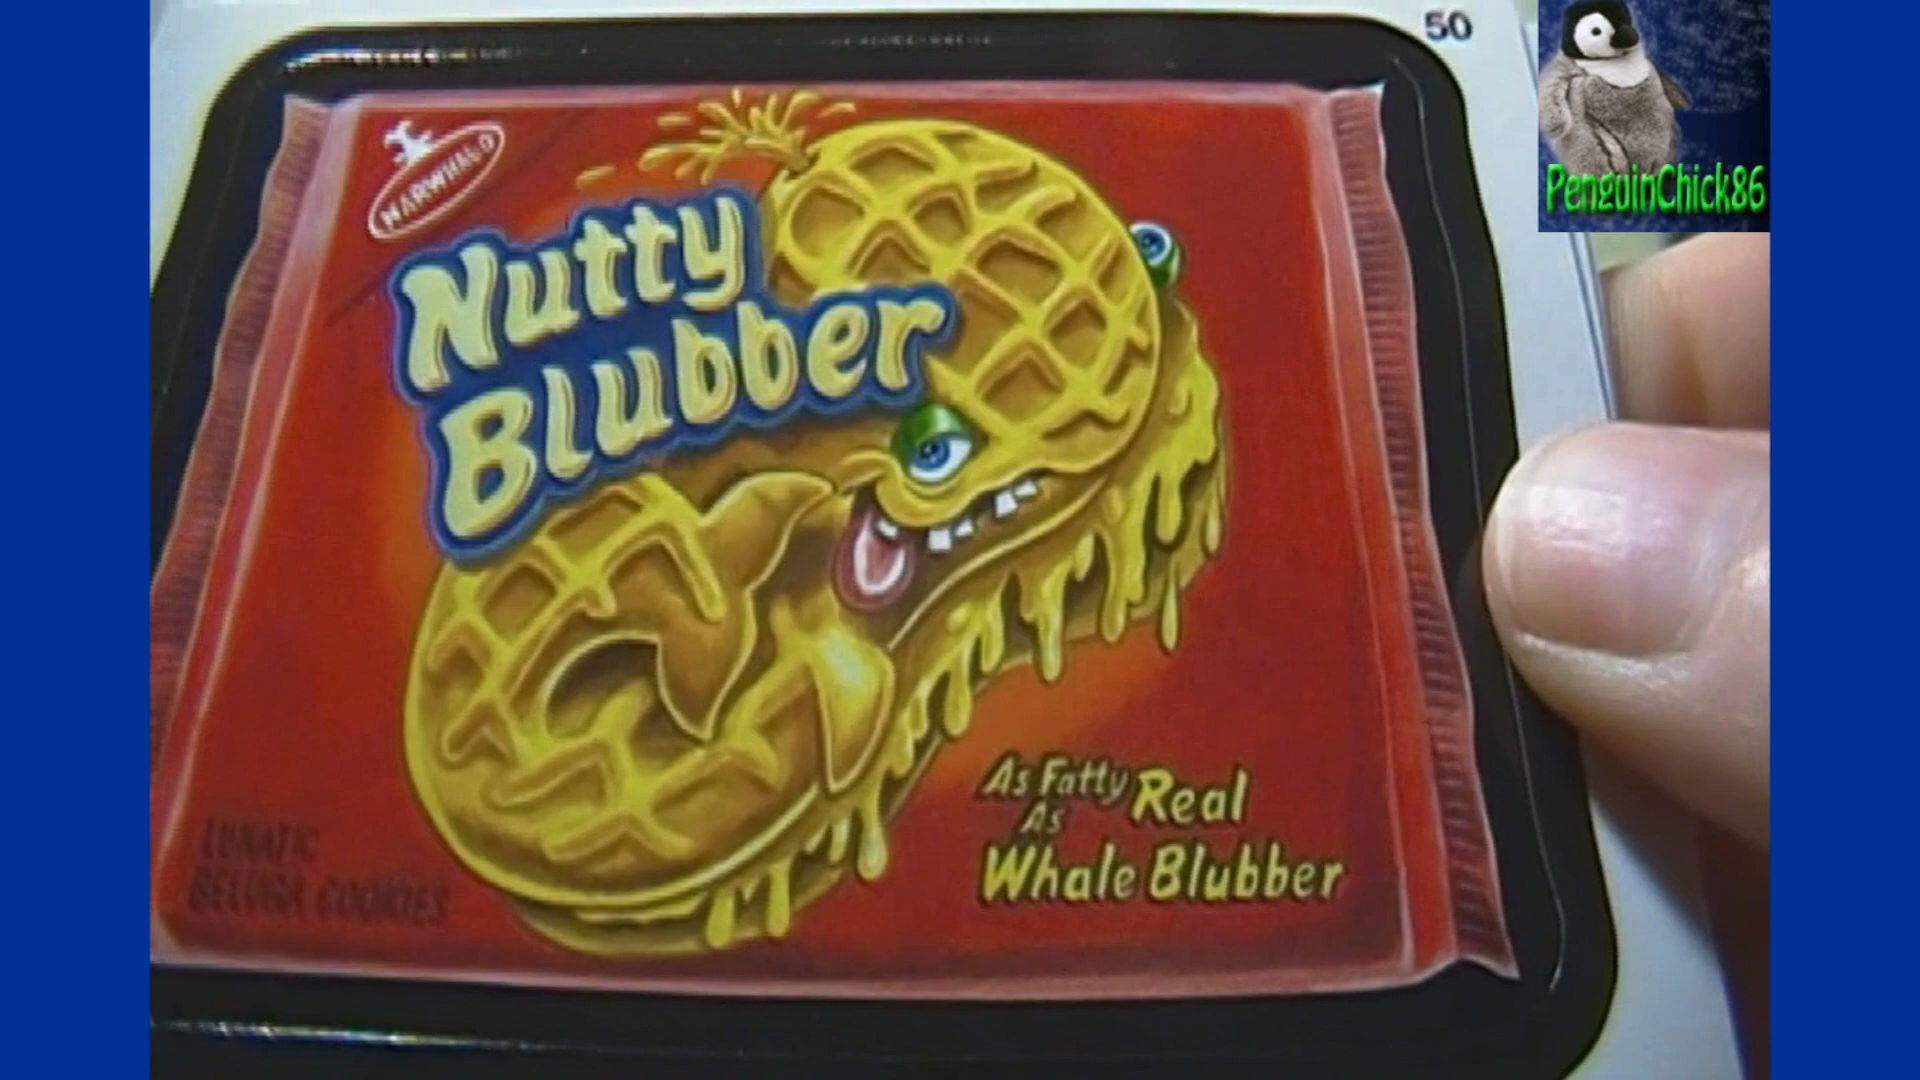 50
NARWHALO
Nutty
Blubber
As Fatty Real
As
Whale Blubber
LUNATIC
BELUGA COOKIES
PenguinChick86